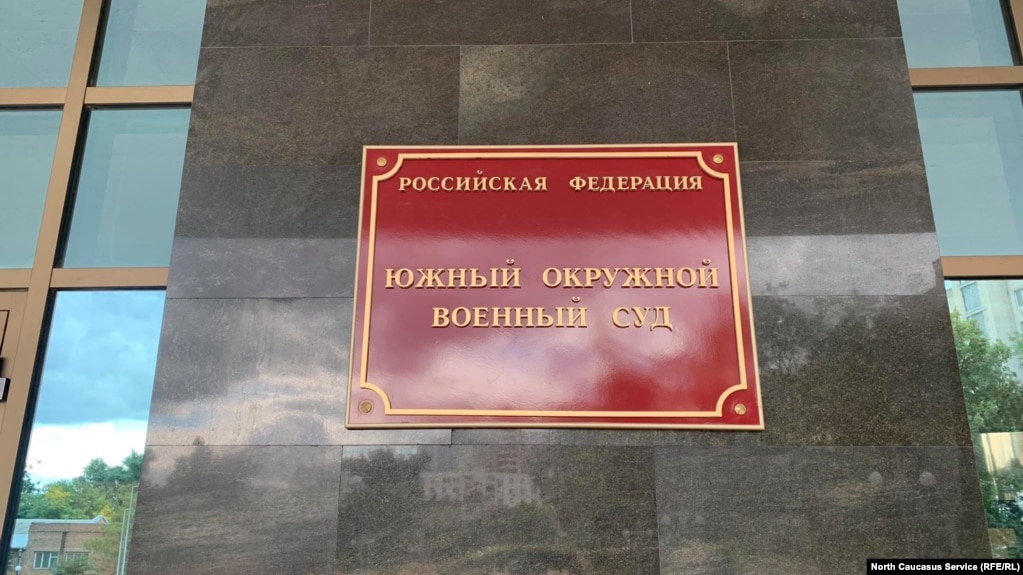 РОССИЙСКАЯ ФЕДЕРАЦИЯ
ЮЖНЫЙ ОКРУЖНОЙ
ВОЕННЫЙ СУД
North Caucasus Service (RFE/RL)